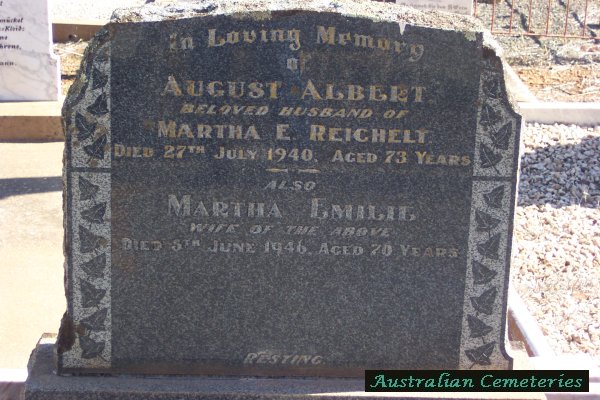 In Loving Memory
of
August Albert
Beloved Husband of
Martha E. Reichelt
Died 27th July 1940. Aged 73 Years
Also
Martha Emilie
Wife of the Above
Died 5th June 1946, Aged 70 Years
Resting
Australian Cemeteries